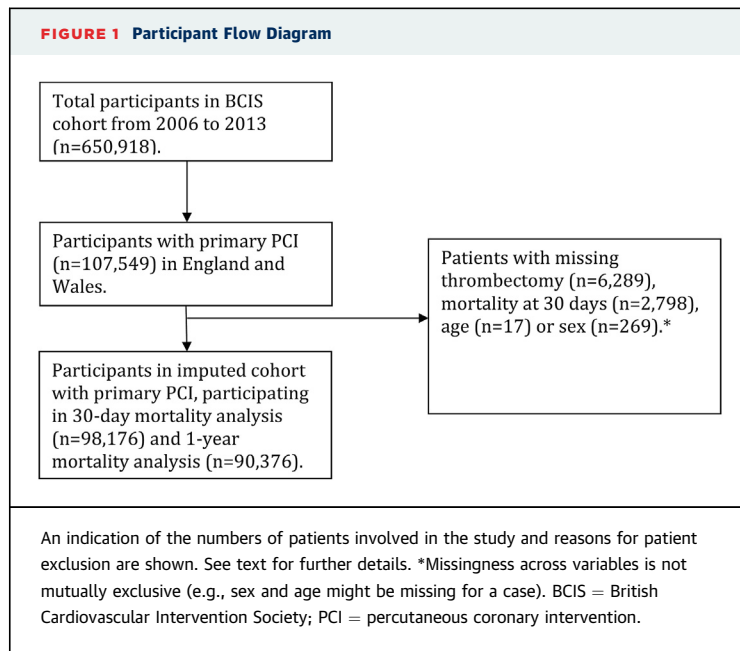 FIGURE 1 Participant Flow Diagram
Total participants in BCIS
cohort from 2006 to 2013
(n=650,918).
Participants with primary PCI
(n=107,549) in England and
Wales.
Patients with missing
thrombectomy (n=6,289),
mortality at 30 days (n=2,798),
age (n=17) or sex (n=269).*
Participants in imputed cohort
with primary PCI, participating
in 30-day mortality analysis
(n=98,176) and 1-year
mortality analysis (n=90,376).
An indication of the numbers of patients involved in the study and reasons for patient
exclusion are shown. See text for further details. *Missingness across variables is not
mutually exclusive (e.g., sex and age might be missing for a case). BCIS = British
Cardiovascular Intervention Society; PCI = percutaneous coronary intervention.